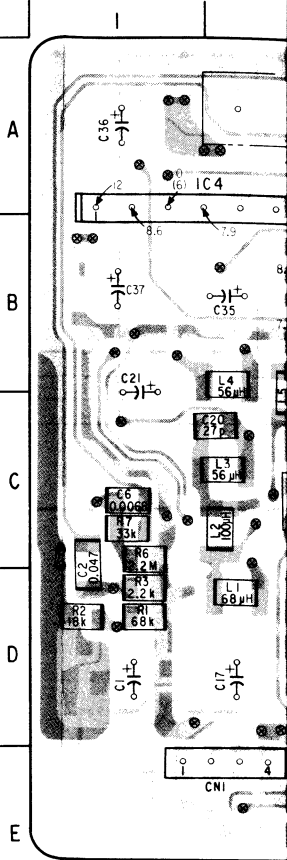 1
A
C36
+
0
12
(6)
IC4
1
8.6
7.9
B
+
C37
C35
+
C21
+
L4
56μH
C20
27p
C
L3
56μH
C6
0.0068
R7
33k
L2
100μH
C2
0.047
R6
2.2M
R3
2.2k
L1
68μH
R2
18k
R1
68k
D
+
C1
C17
+
1
4
CN1
E